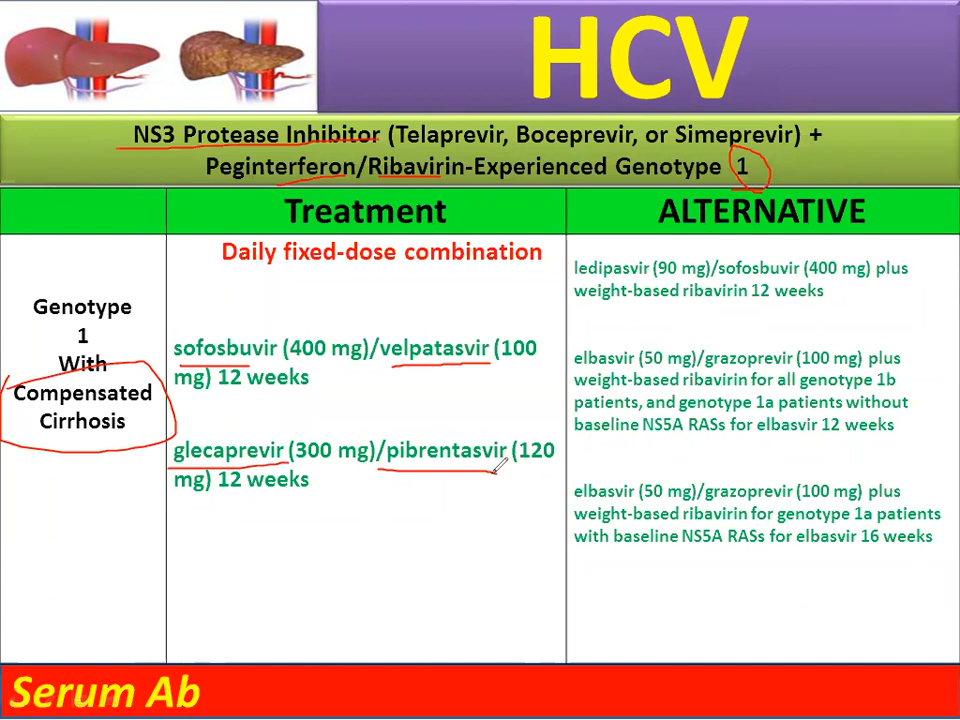 HCV
NS3 Protease Inhibitor (Telaprevir, Boceprevir, or Simeprevir) +
Peginterferon/Ribavirin-Experienced Genotype 1
Treatment
ALTERNATIVE
Genotype
1
With
Compensated
Cirrhosis
Daily fixed-dose combination
sofosbuvir (400 mg)/velpatasvir (100
mg) 12 weeks
glecaprevir (300 mg)/pibrentasvir (120
mg) 12 weeks
ledipasvir (90 mg)/sofosbuvir (400 mg) plus
weight-based ribavirin 12 weeks
elbasvir (50 mg)/grazoprevir (100 mg) plus
weight-based ribavirin for all genotype 1b
patients, and genotype 1a patients without
baseline NS5A RASs for elbasvir 12 weeks
elbasvir (50 mg)/grazoprevir (100 mg) plus
weight-based ribavirin for genotype 1a patients
with baseline NS5A RASs for elbasvir 16 weeks
Serum Ab